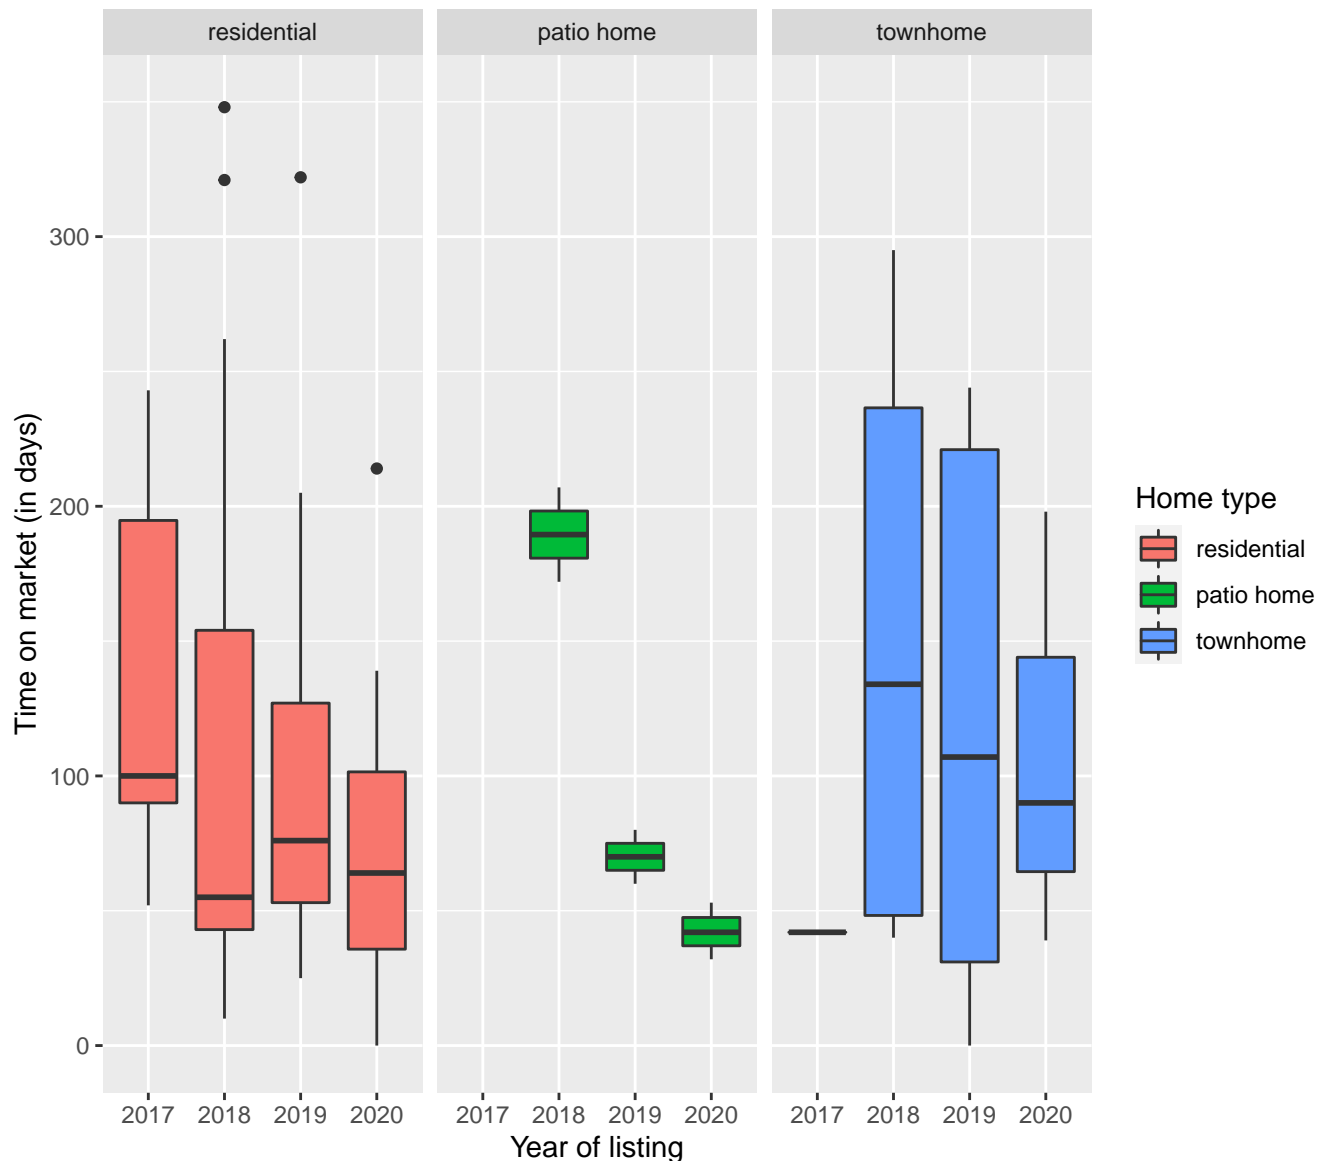 residential
patio home
townhome
Time on market (in days)
300
200
100
0
2017 2018 2019 2020
2017 2018 2019 2020
2017 2018 2019 2020
Year of listing
Home type
residential
patio home
townhome